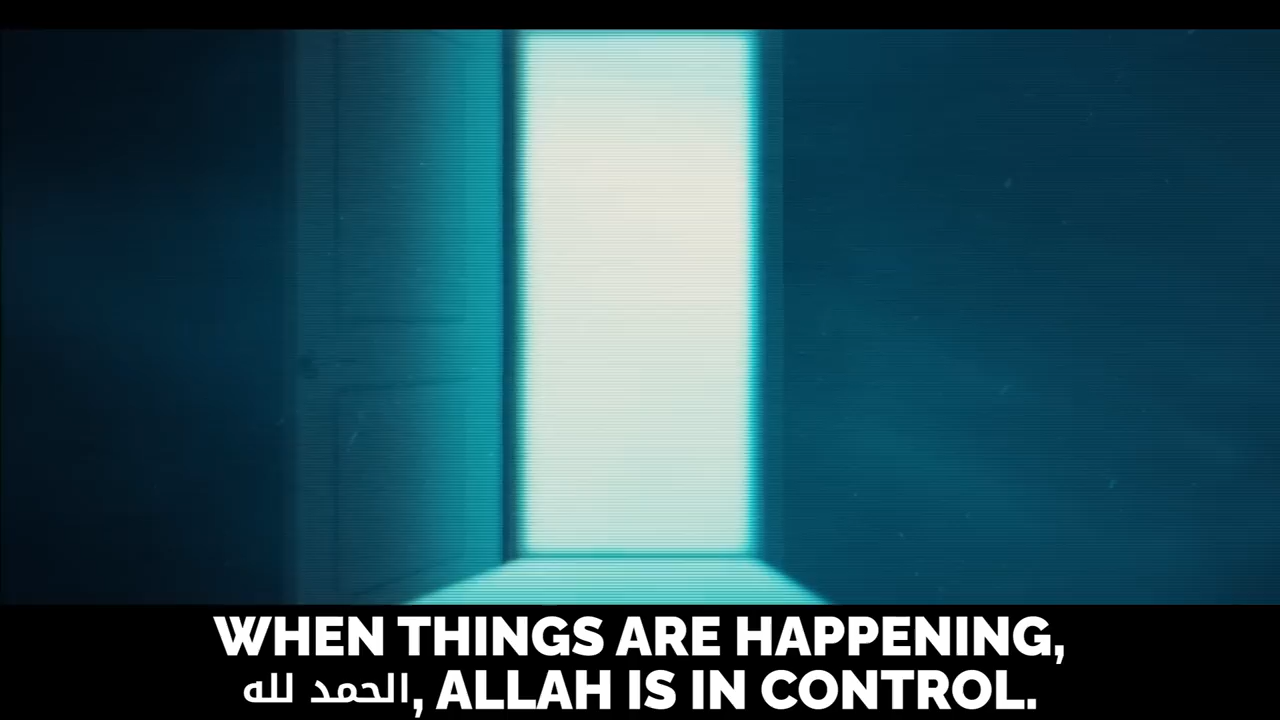 WHEN THINGS ARE HAPPENING,
الحمد لله, ALLAH IS IN CONTROL.